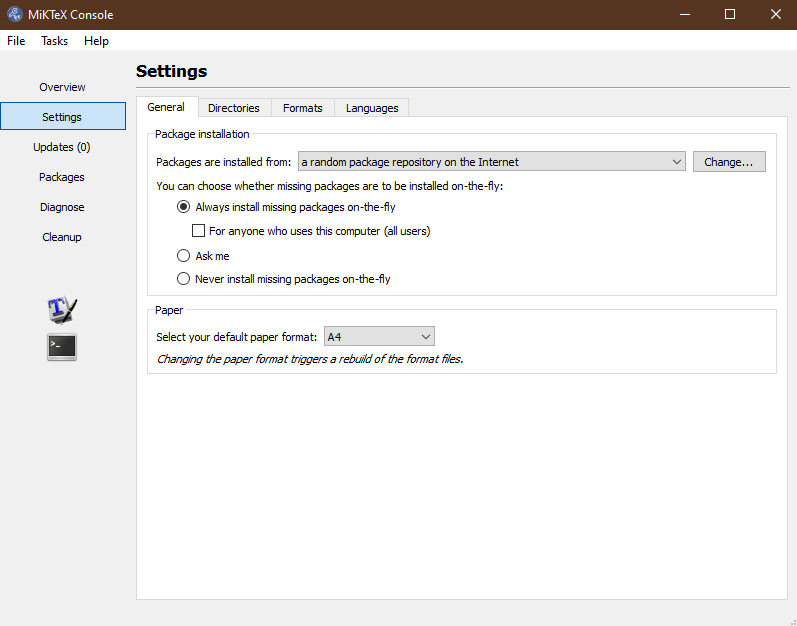 MiKTeX Console
File Tasks Help
Overview
Settings
Updates (0)
Packages
Diagnose
Cleanup
Settings
General Directories Formats Languages
Package installation
Packages are installed from: a random package repository on the Internet Change...
You can choose whether missing packages are to be installed on-the-fly:
Always install missing packages on-the-fly
For anyone who uses this computer (all users)
Ask me
Never install missing packages on-the-fly
Paper
Select your default paper format: A4
Changing the paper format triggers a rebuild of the format files.